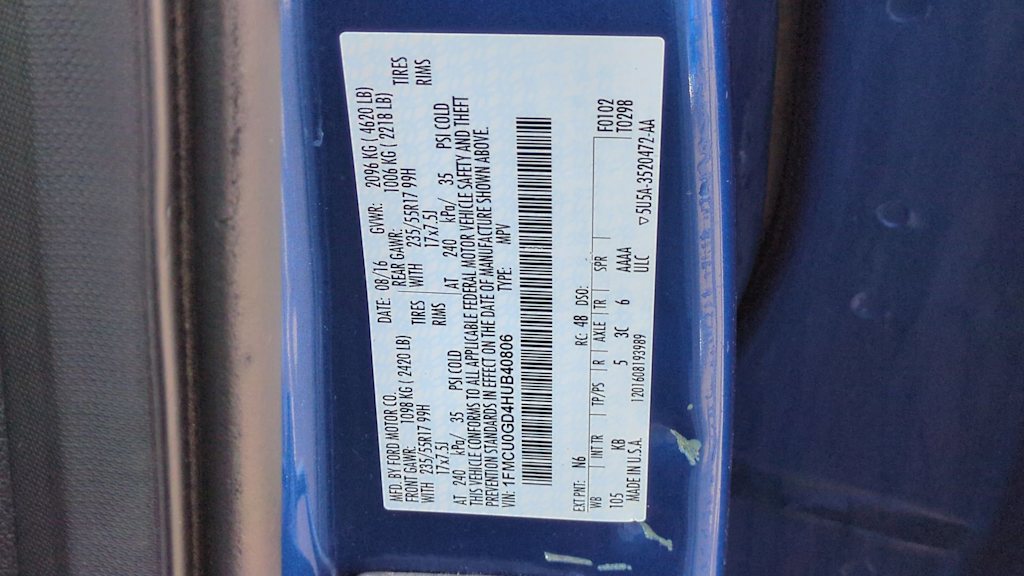 MFD. BY FORD MOTOR CO.
DATE: 08/16 GVWR: 2096 KG ( 4620 LB)
FRONT GAWR: 1098 KG ( 2420 LB)
REAR GAWR: 1006 KG ( 2218 LB)
WITH 235/55R17 99H TIRES
WITH 235/55R17 99H TIRES
17x7.5J RIMS
17x7.5J RIMS
AT 240 kPa/ 35 PSI COLD
AT 240 kPa/ 35 PSI COLD
THIS VEHICLE CONFORMS TO ALL APPLICABLE FEDERAL MOTOR VEHICLE SAFETY AND THEFT
PREVENTION STANDARDS IN EFFECT ON THE DATE OF MANUFACTURE SHOWN ABOVE.
VIN: 1FMCU0GD4HUB40806
TYPE: MPV
EXT PNT: N6 RC: 48 DSO:
WB INT TR TP/PS R AXLE TR SPR F0102
T0298
105 KB 5 3C 6 AAAA
ULC
▽5U5A-3520472-AA
MADE IN U.S.A. 1201608193989